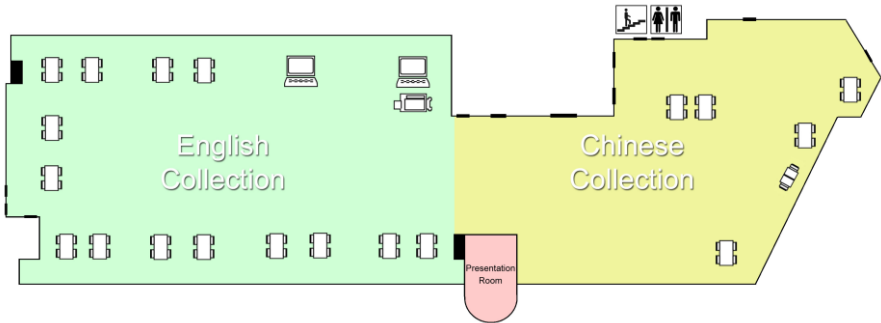 English
Collection
Chinese
Collection
Presentation
Room